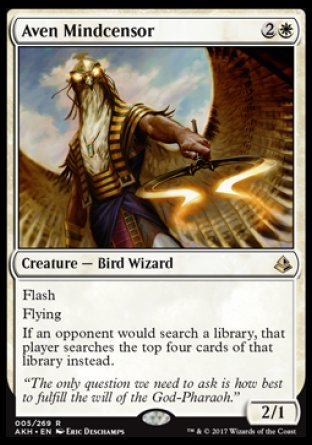 Aven Mindcensor 2
Creature — Bird Wizard
Flash
Flying
If an opponent would search a library, that
player searches the top four cards of that
library instead.
“The only question we need to ask is how best
to fulfill the will of the God-Pharaoh.”
2/1
005/269 R
AKH • EN Eric Deschamps
™ & © 2017 Wizards of the Coast